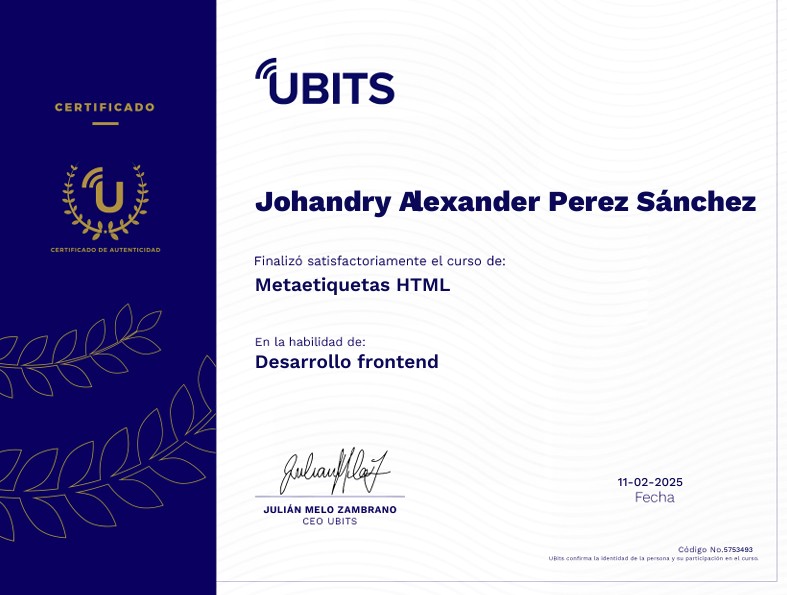 CERTIFICADO
U
CERTIFICADO DE AUTENTICIDAD
UBITS
Johandry Alexander Perez Sánchez
Finalizó satisfactoriamente el curso de:
Metaetiquetas HTML
En la habilidad de:
Desarrollo frontend
JULIÁN MELO ZAMBRANO
CEO UBITS
11-02-2025
Fecha
Código No.5753493
UBits confirma la identidad de la persona y su participación en el curso.